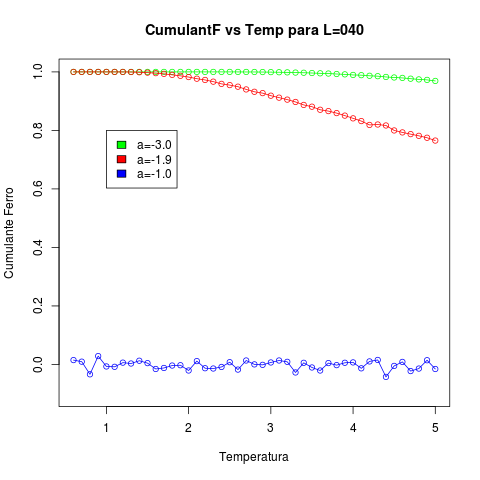 CumulantF vs Temp para L=040
Cumulante Ferro
1.0
0.8
0.6
0.4
0.2
0.0
a=-3.0
a=-1.9
a=-1.0
1 2 3 4 5
Temperatura